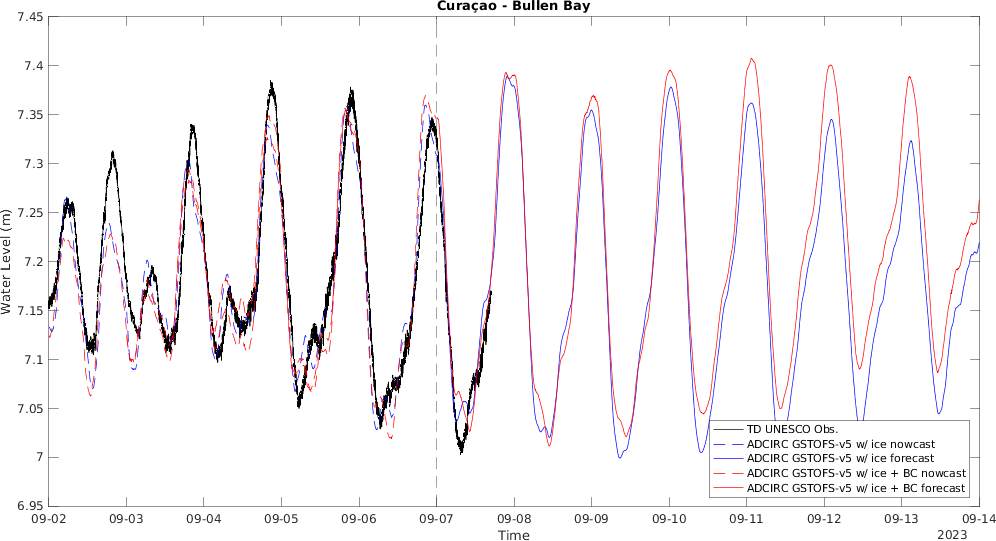 Curaçao - Bullen Bay
Water Level (m)
7.45
7.4
7.35
7.3
7.25
7.2
7.15
7.1
7.05
7
6.95
TD UNESCO Obs.
ADCIRC GSTOFS-v5 w/ ice nowcast
ADCIRC GSTOFS-v5 w/ ice forecast
ADCIRC GSTOFS-v5 w/ ice + BC nowcast
ADCIRC GSTOFS-v5 w/ ice + BC forecast
09-02 09-03 09-04 09-05 09-06 09-07 09-08 09-09 09-10 09-11 09-12 09-13 09-14
Time
2023